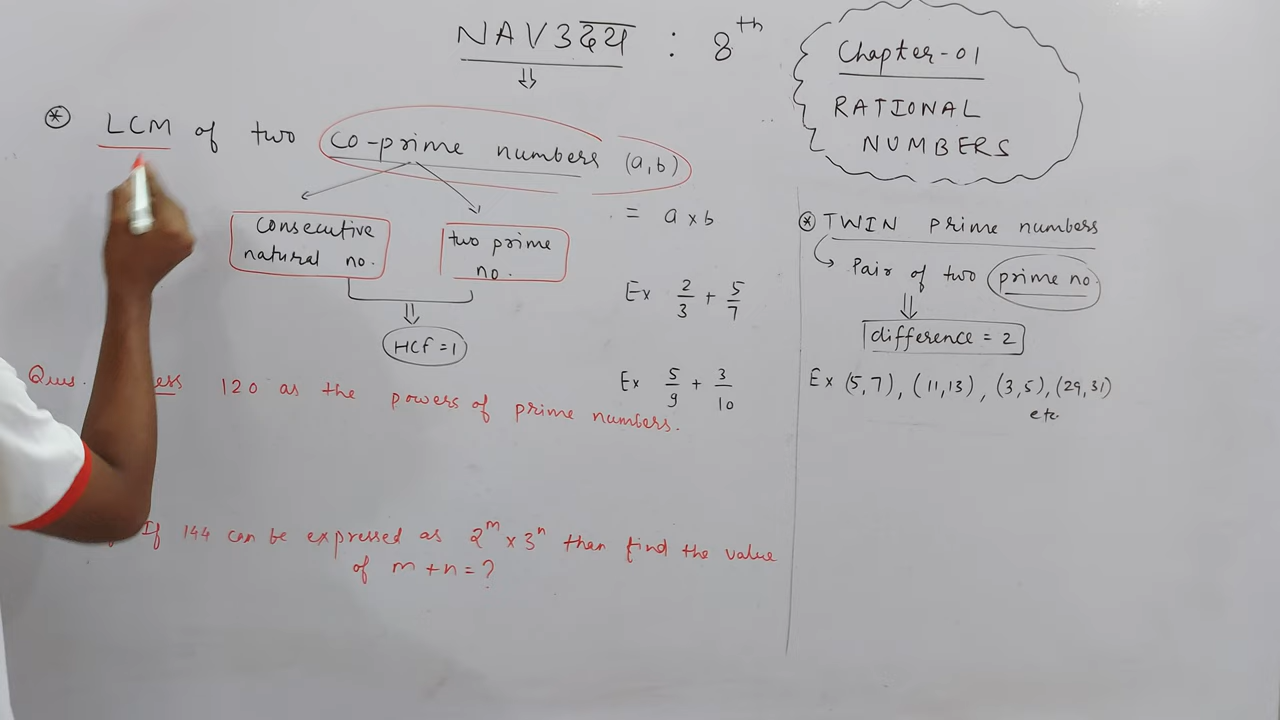 NAV3દય : 8th
Chapter-01
RATIONAL
NUMBERS
* LCM of two co-prime numbers (a,b)
= a x b
consecutive
natural no.
two prime
no.
HCF = 1
Ex 2/3 + 5/7
Ex 5/9 + 3/10
Ques. ess 120 as the powers of prime numbers.
If 144 can be expressed as 2^m x 3^n then find the value
of m + n = ?
* TWIN prime numbers
Pair of two prime no.
difference = 2
Ex (5,7), (11,13), (3,5), (29,31)
etc.